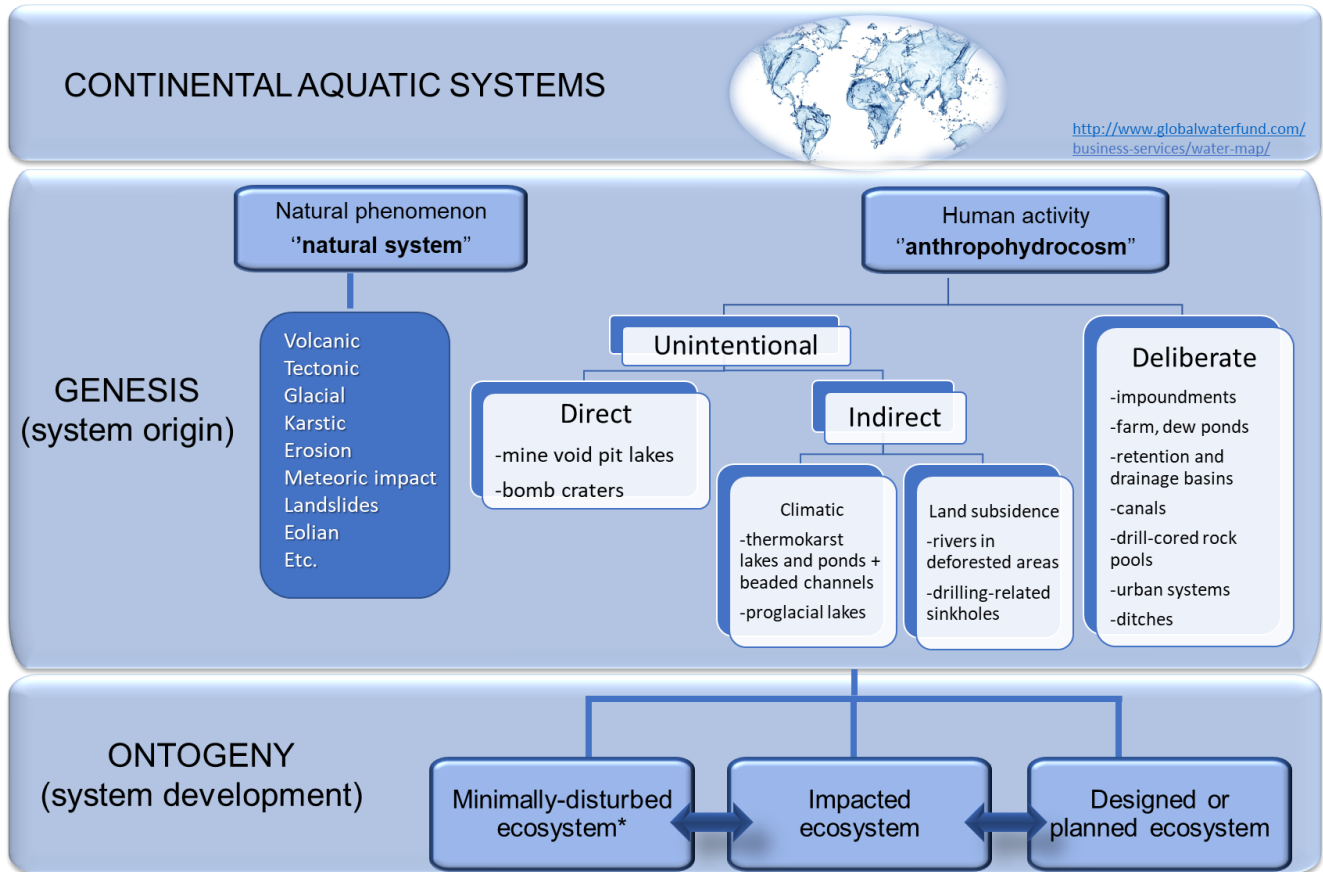 CONTINENTAL AQUATIC SYSTEMS
http://www.globalwaterfund.com/
business-services/water-map/
Natural phenomenon
‘’natural system”
Human activity
‘’anthropohydrocosm”
GENESIS
(system origin)
Volcanic
Tectonic
Glacial
Karstic
Erosion
Meteoric impact
Landslides
Eolian
Etc.
Unintentional
Direct
-mine void pit lakes
-bomb craters
Indirect
Climatic
-thermokarst
lakes and ponds +
beaded channels
-proglacial lakes
Land subsidence
-rivers in
deforested areas
-drilling-related
sinkholes
Deliberate
-impoundments
-farm, dew ponds
-retention and
drainage basins
-canals
-drill-cored rock
pools
-urban systems
-ditches
ONTOGENY
(system development)
Minimally-disturbed
ecosystem*
Impacted
ecosystem
Designed or
planned ecosystem